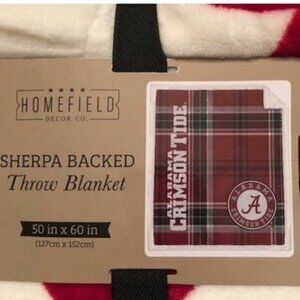 HOMEFIELD
DECOR CO.
SHERPA BACKED
Throw Blanket
50 in x 60 in
(127cm x 152cm)
ALABAMA
CRIMSON TIDE
ALABAMA
A
CRIMSON TIDE